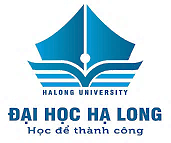 HALONG UNIVERSITY
ĐẠI HỌC HẠ LONG
Học để thành công